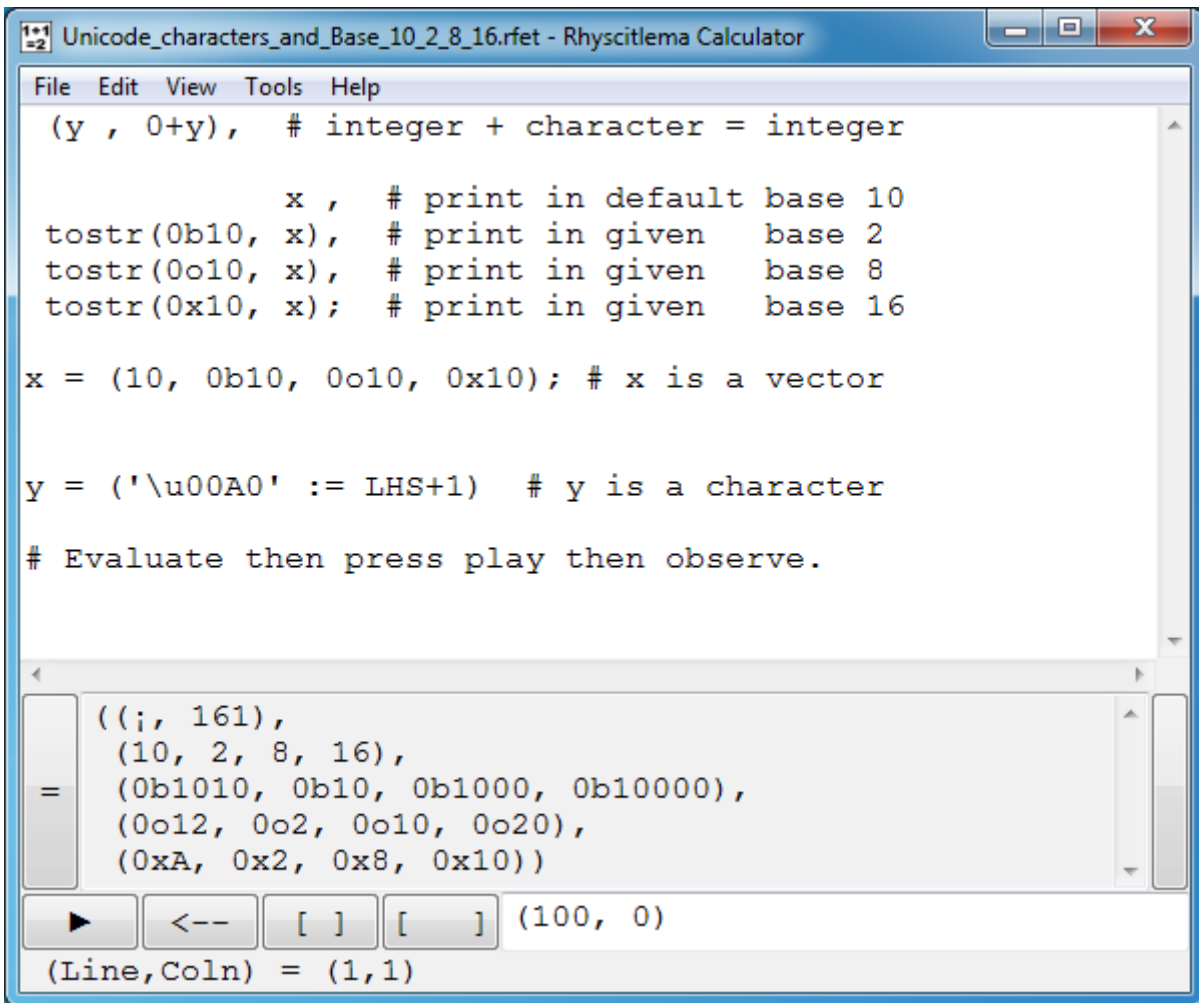 1+1
=2
Unicode_characters_and_Base_10_2_8_16.rfet - Rhyscitlema Calculator
File Edit View Tools Help
(y , 0+y),  # integer + character = integer
x ,  # print in default base 10
tostr(0b10, x),  # print in given   base 2
tostr(0o10, x),  # print in given   base 8
tostr(0x10, x);  # print in given   base 16
x = (10, 0b10, 0o10, 0x10); # x is a vector
y = ('\u00A0' := LHS+1)  # y is a character
# Evaluate then press play then observe.
=
((¡, 161),
(10, 2, 8, 16),
(0b1010, 0b10, 0b1000, 0b10000),
(0o12, 0o2, 0o10, 0o20),
(0xA, 0x2, 0x8, 0x10))
<-- [ ] [   ] (100, 0)
(Line,Coln) = (1,1)